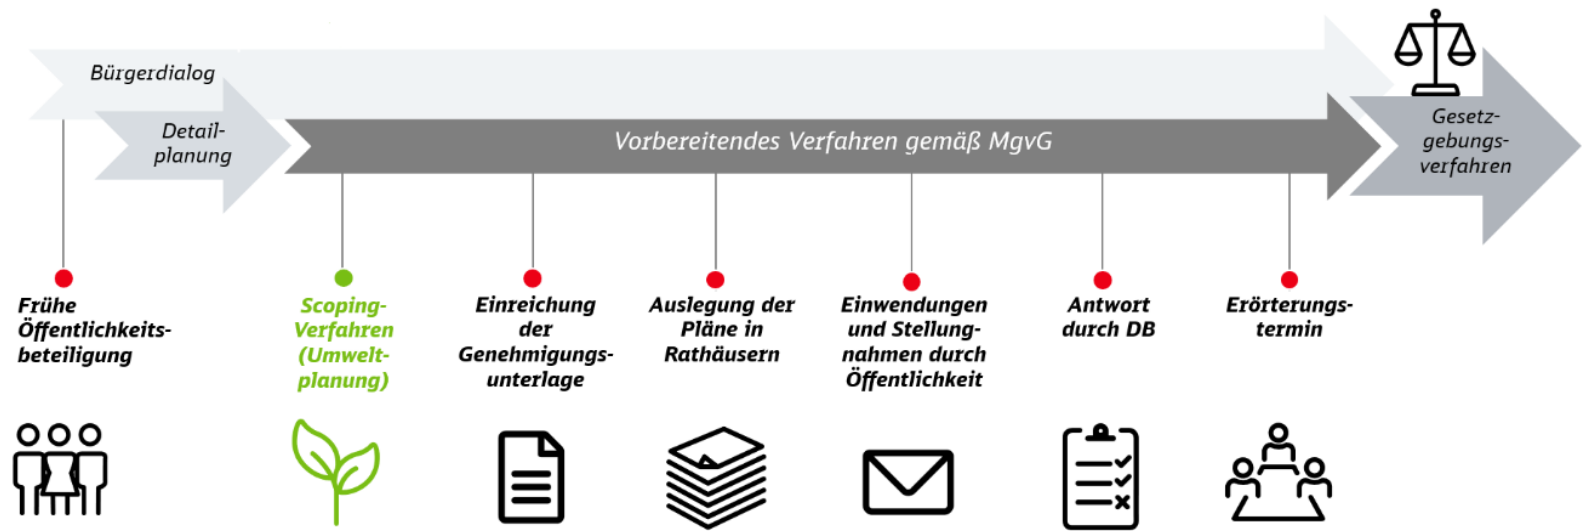 Bürgerdialog
Detail-
planung
Vorbereitendes Verfahren gemäß MgvG
Gesetz-
gebungs-
verfahren
Frühe
Öffentlichkeits-
beteiligung
Scoping-
Verfahren
(Umwelt-
planung)
Einreichung
der
Genehmigungs-
unterlage
Auslegung der
Pläne in
Rathäusern
Einwendungen
und Stellung-
nahmen durch
Öffentlichkeit
Antwort
durch DB
Erörterungs-
termin